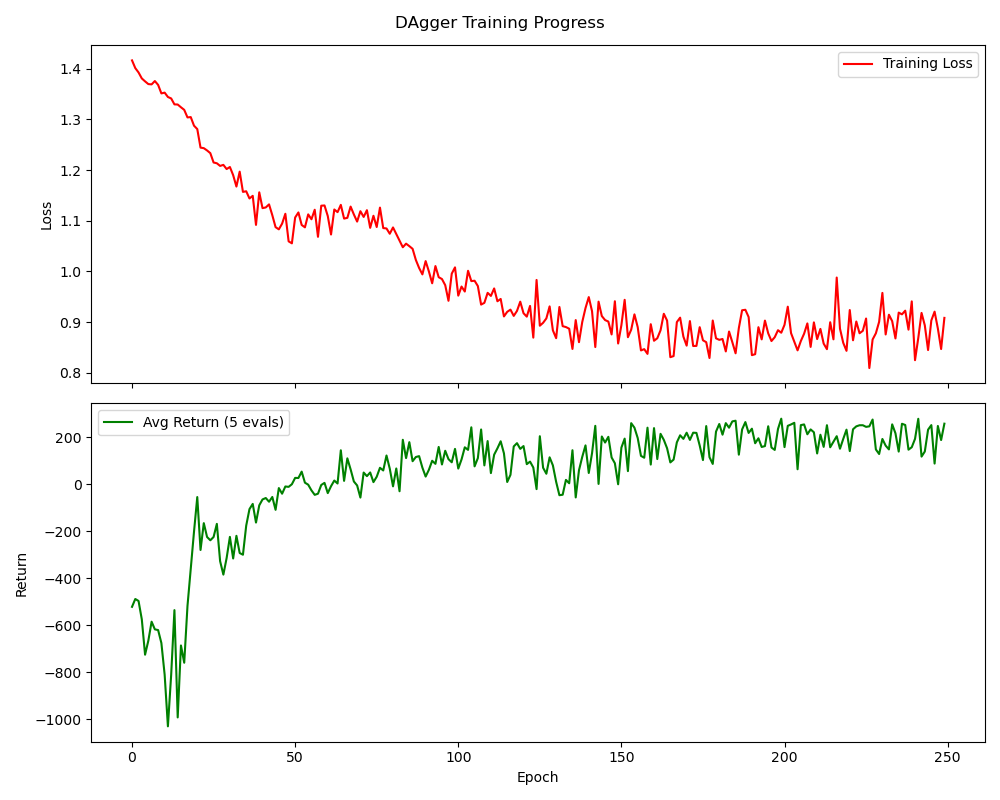 DAgger Training Progress
Training Loss
Loss
1.4
1.3
1.2
1.1
1.0
0.9
0.8
Avg Return (5 evals)
Return
200
0
−200
−400
−600
−800
−1000
0 50 100 150 200 250
Epoch